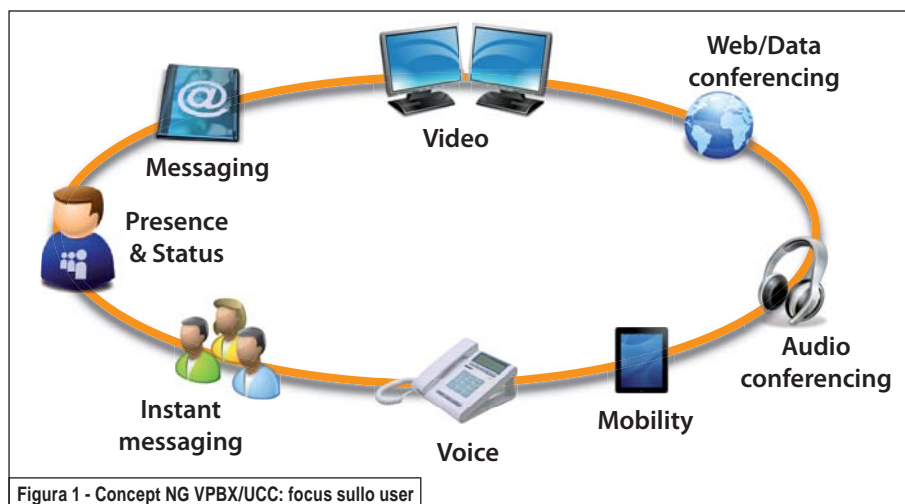 Video
Web/Data
conferencing
Messaging
Presence
& Status
Audio
conferencing
Mobility
Instant
messaging
Voice
Figura 1 - Concept NG VPBX/UCC: focus sullo user